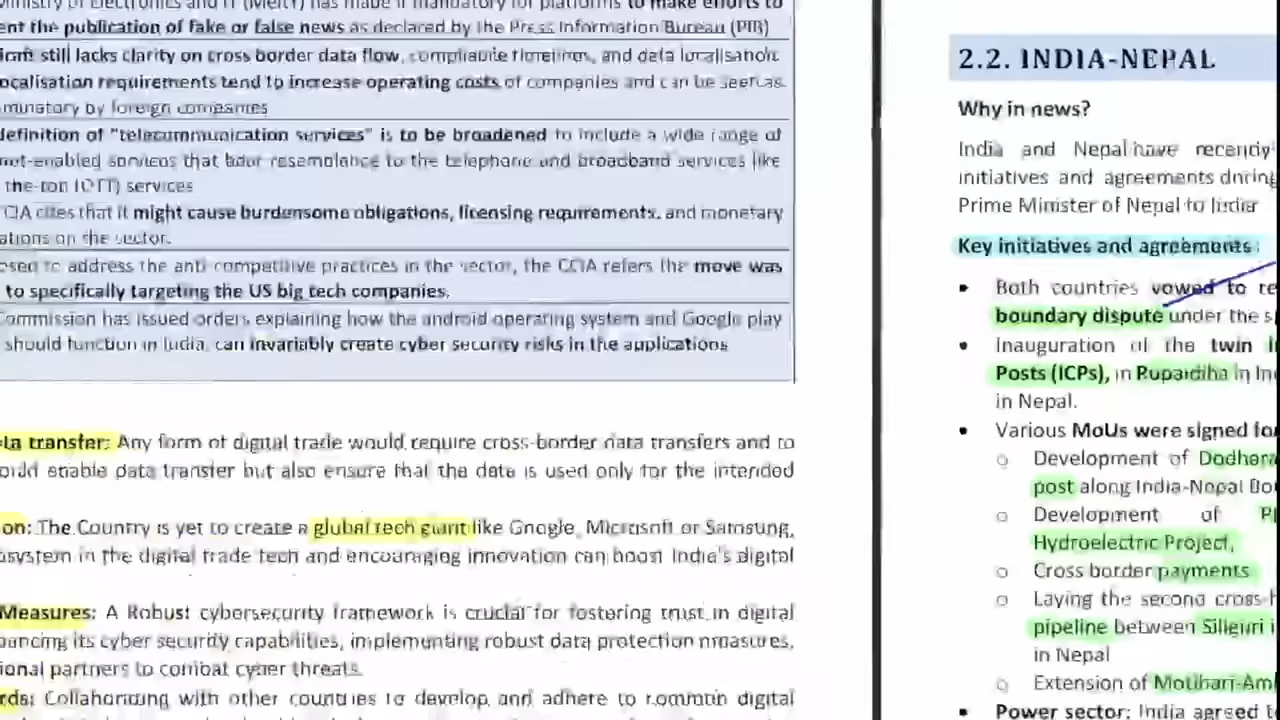 Ministry of Electronics and IT (MeitY) has made it mandatory for platforms to make efforts to
ent the publication of fake or false news as declared by the Press Information Bureau (PIB)
still lacks clarity on cross border data flow, compliance timelines, and data localisation.
ocalisation requirements tend to increase operating costs of companies and can be seen as
minatory by foreign companies
definition of "telecommunication services" is to be broadened to include a wide range of
net-enabled services that bear resemblance to the telephone and broadband services like
the-top (OTT) services
CIA cites that it might cause burdensome obligations, licensing requirements, and monetary
ations on the sector.
osed to address the anti competitive practices in the sector, the CCIA refers the move was
to specifically targeting the US big tech companies.
Commission has issued orders explaining how the android operating system and Google play
should function in India, can invariably create cyber security risks in the applications
ta transfer: Any form of digital trade would require cross-border data transfers and to
ould enable data transfer but also ensure that the data is used only for the intended
on: The Country is yet to create a global tech giant like Google, Microsoft or Samsung,
osystem in the digital trade tech and encouraging innovation can boost India's digital
Measures: A Robust cybersecurity framework is crucial for fostering trust in digital
ancing its cyber security capabilities, implementing robust data protection measures,
ional partners to combat cyber threats.
rds: Collaborating with other countries to develop and adhere to common digital
2.2. INDIA-NEPAL
Why in news?
India and Nepal have recently
initiatives and agreements during
Prime Minister of Nepal to India
Key initiatives and agreements:
• Both countries vowed to re
boundary dispute under the s
• Inauguration of the twin I
Posts (ICPs), in Rupaidiha in In
in Nepal.
• Various MoUs were signed for
○ Development of Dodhara
post along India-Nepal Bo
○ Development of P
Hydroelectric Project,
○ Cross border payments
○ Laying the second cross-b
pipeline between Siliguri i
in Nepal
○ Extension of Motihari-Aml
• Power sector: India agreed t